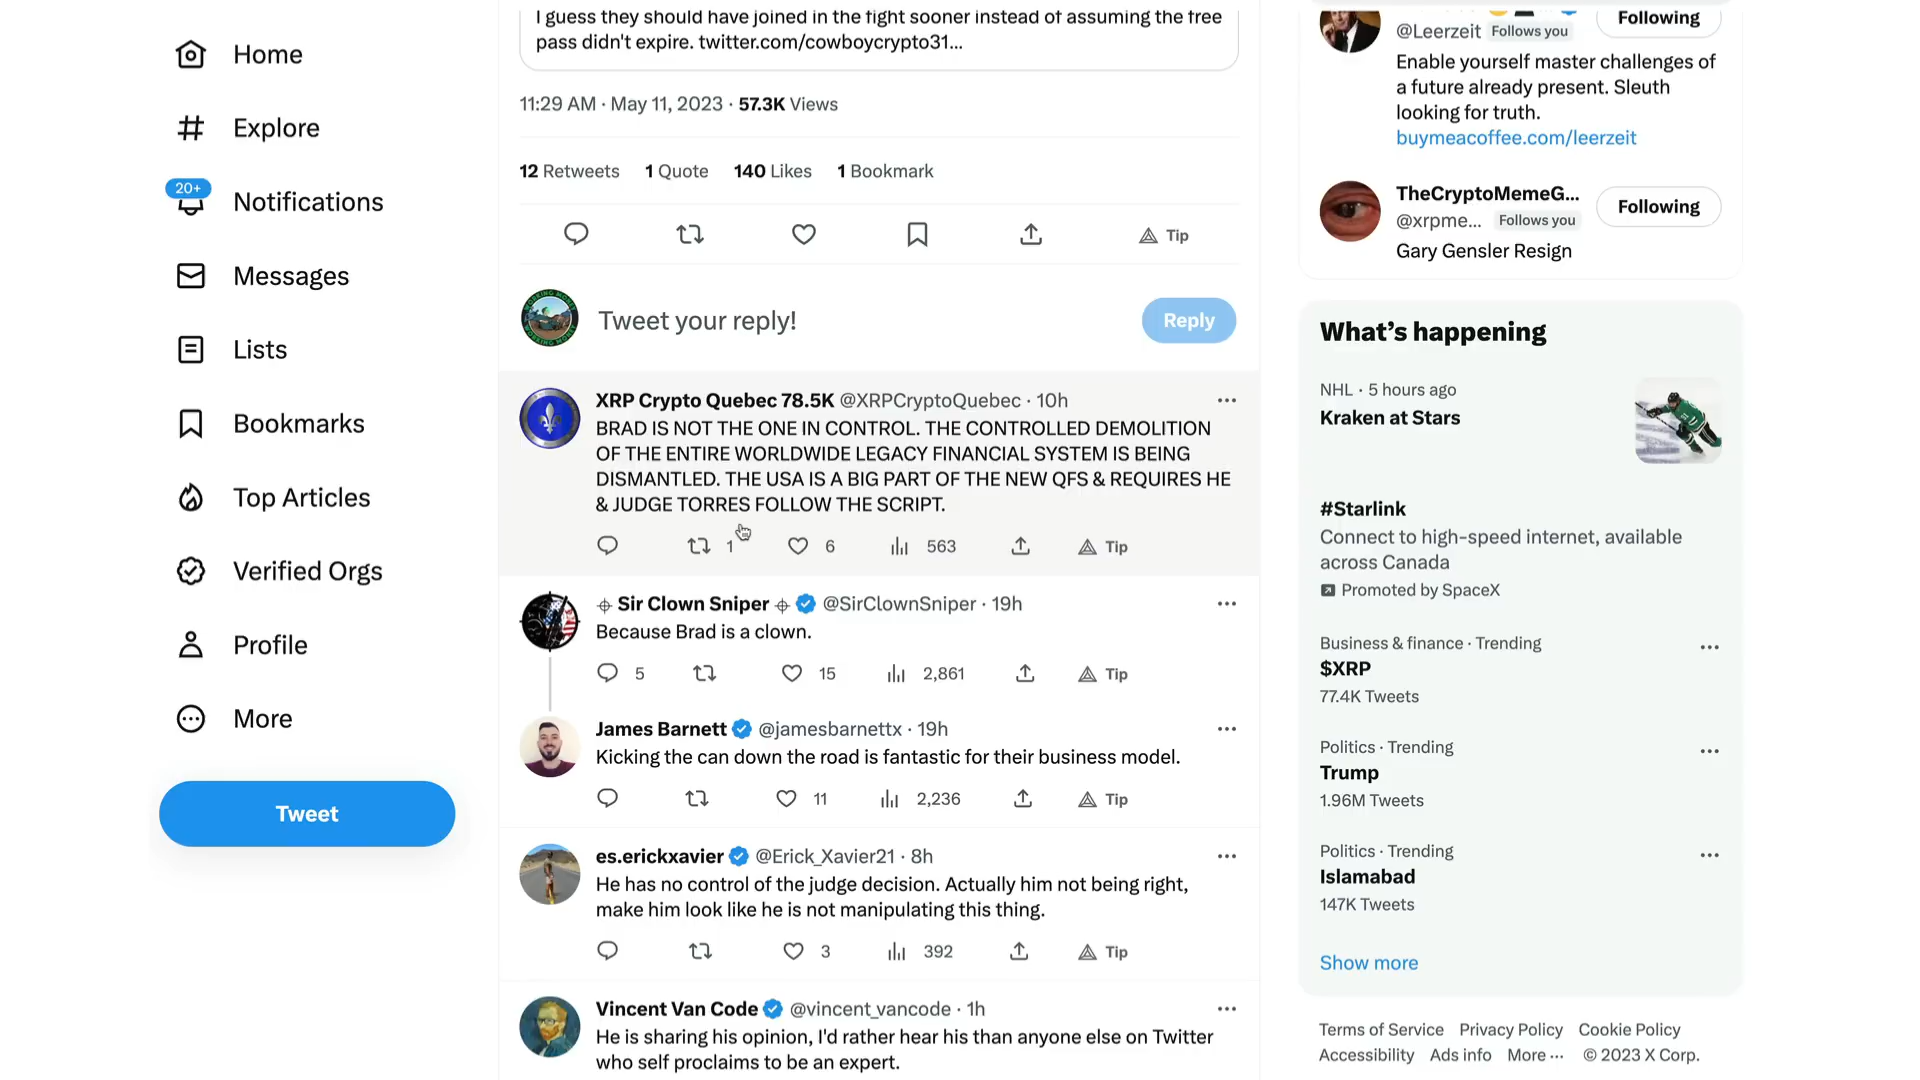 Home
Explore
20+
Notifications
Messages
Lists
Bookmarks
Top Articles
Verified Orgs
Profile
More
Tweet
I guess they should have joined in the fight sooner instead of assuming the free
pass didn't expire. twitter.com/cowboycrypto31...
11:29 AM · May 11, 2023 · 57.3K Views
12 Retweets 1 Quote 140 Likes 1 Bookmark
Tip
Tweet your reply!
Reply
XRP Crypto Quebec 78.5K @XRPCryptoQuebec · 10h
BRAD IS NOT THE ONE IN CONTROL. THE CONTROLLED DEMOLITION
OF THE ENTIRE WORLDWIDE LEGACY FINANCIAL SYSTEM IS BEING
DISMANTLED. THE USA IS A BIG PART OF THE NEW QFS & REQUIRES HE
& JUDGE TORRES FOLLOW THE SCRIPT.
1 6 563 Tip
Sir Clown Sniper @SirClownSniper · 19h
Because Brad is a clown.
5 15 2,861 Tip
James Barnett @jamesbarnettx · 19h
Kicking the can down the road is fantastic for their business model.
11 2,236 Tip
es.erickxavier @Erick_Xavier21 · 8h
He has no control of the judge decision. Actually him not being right,
make him look like he is not manipulating this thing.
3 392 Tip
Vincent Van Code @vincent_vancode · 1h
He is sharing his opinion, I'd rather hear his than anyone else on Twitter
who self proclaims to be an expert.
@Leerzeit Follows you
Following
Enable yourself master challenges of
a future already present. Sleuth
looking for truth.
buymeacoffee.com/leerzeit
TheCryptoMemeG...
@xrpme... Follows you
Following
Gary Gensler Resign
What's happening
NHL · 5 hours ago
Kraken at Stars
#Starlink
Connect to high-speed internet, available
across Canada
Promoted by SpaceX
Business & finance · Trending
$XRP
77.4K Tweets
Politics · Trending
Trump
1.96M Tweets
Politics · Trending
Islamabad
147K Tweets
Show more
Terms of Service Privacy Policy Cookie Policy
Accessibility Ads info More ··· © 2023 X Corp.